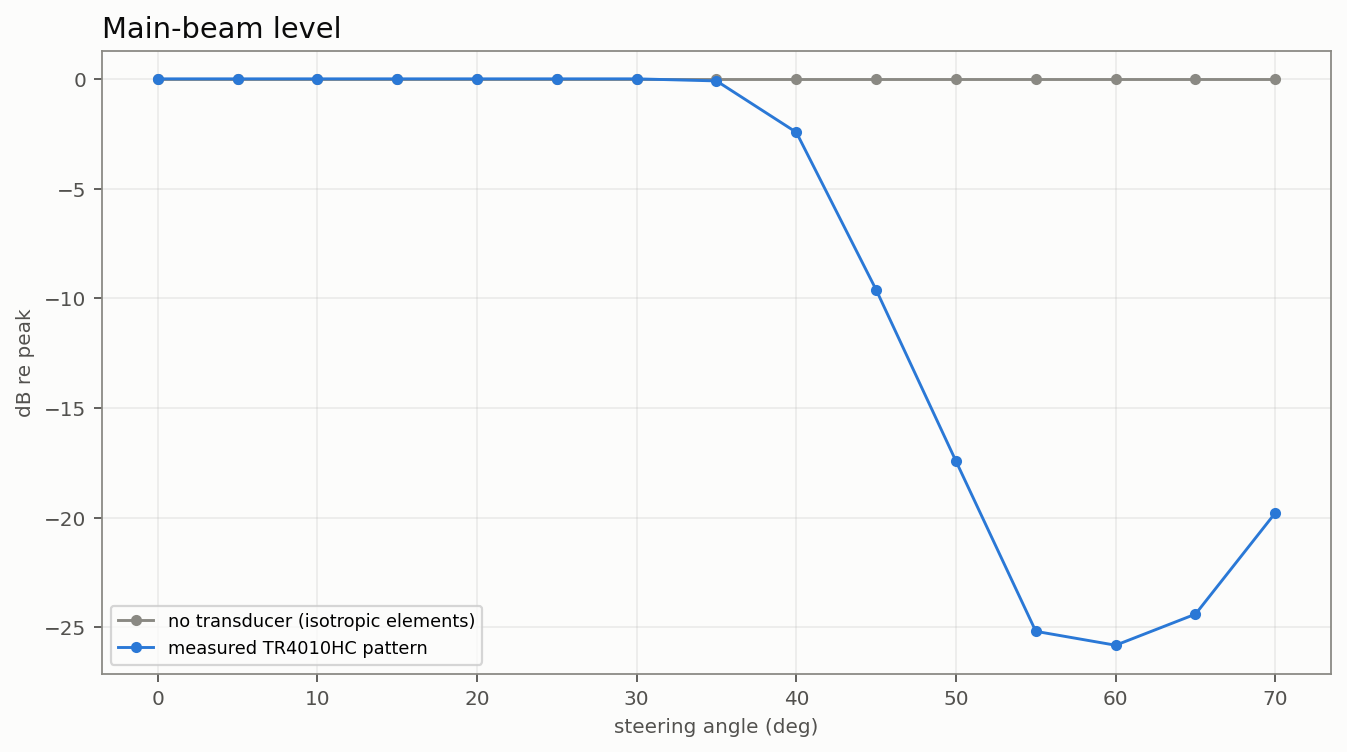 Main-beam level
dB re peak
0
−5
−10
−15
−20
−25
no transducer (isotropic elements)
measured TR4010HC pattern
0 10 20 30 40 50 60 70
steering angle (deg)